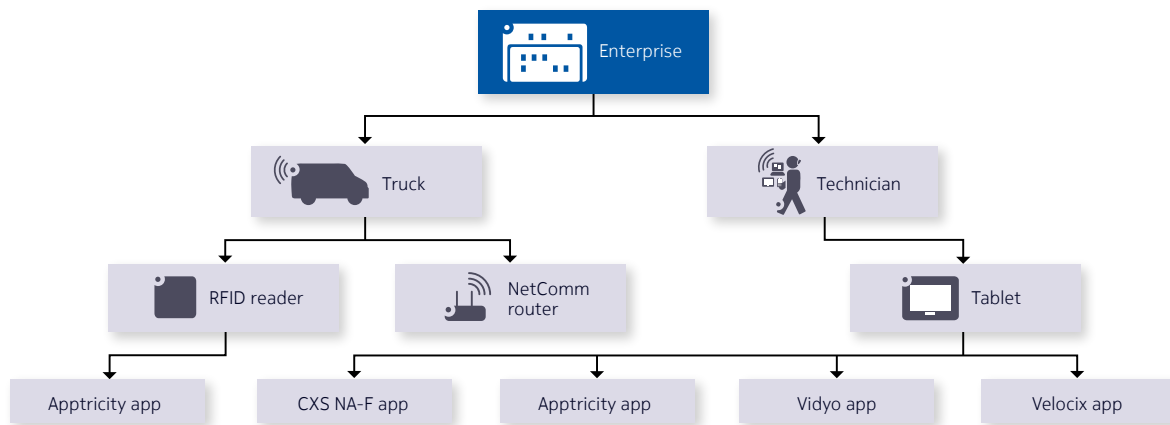 Enterprise
Truck
Technician
RFID reader
NetComm
router
Tablet
Apptricity app
CXS NA-F app
Apptricity app
Vidyo app
Velocix app